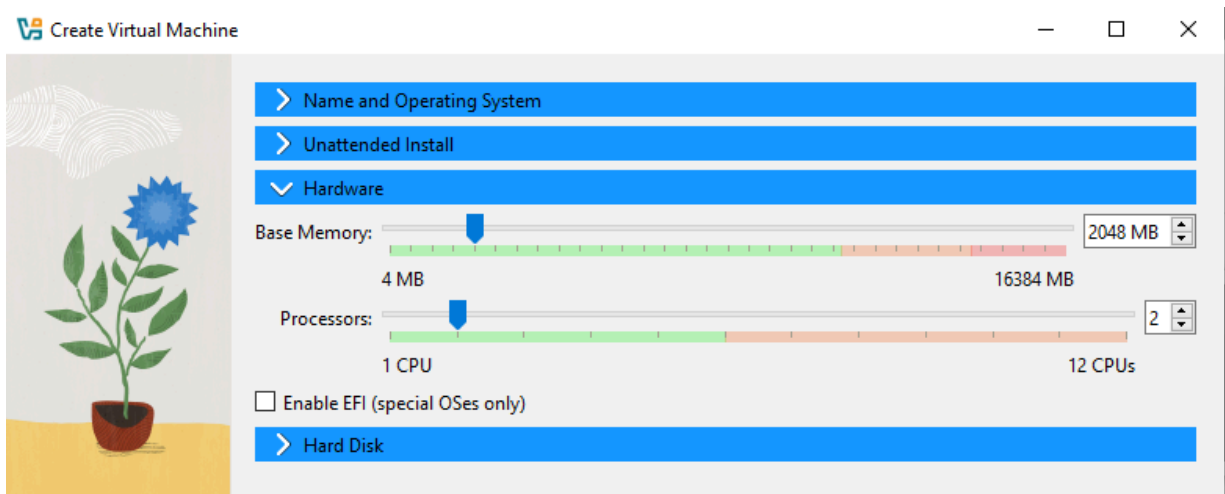 Create Virtual Machine
Name and Operating System
Unattended Install
Hardware
Base Memory: 2048 MB
4 MB 16384 MB
Processors: 2
1 CPU 12 CPUs
Enable EFI (special OSes only)
Hard Disk